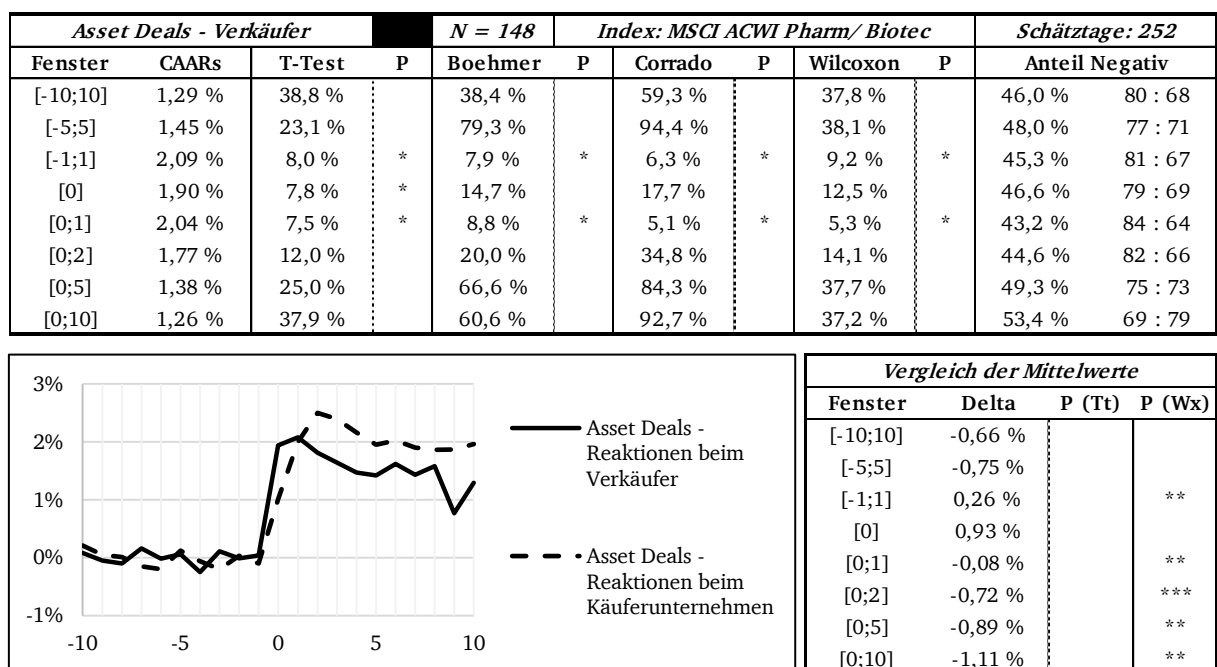 Asset Deals - Verkäufer N = 148 Index: MSCI ACWI Pharm/ Biotec Schätztage: 252
Fenster CAARs T-Test P Boehmer P Corrado P Wilcoxon P Anteil Negativ
[-10;10] 1,29 % 38,8 % 38,4 % 59,3 % 37,8 % 46,0 % 80 : 68
[-5;5] 1,45 % 23,1 % 79,3 % 94,4 % 38,1 % 48,0 % 77 : 71
[-1;1] 2,09 % 8,0 % * 7,9 % * 6,3 % * 9,2 % * 45,3 % 81 : 67
[0] 1,90 % 7,8 % * 14,7 % 17,7 % 12,5 % 46,6 % 79 : 69
[0;1] 2,04 % 7,5 % * 8,8 % * 5,1 % * 5,3 % * 43,2 % 84 : 64
[0;2] 1,77 % 12,0 % 20,0 % 34,8 % 14,1 % 44,6 % 82 : 66
[0;5] 1,38 % 25,0 % 66,6 % 84,3 % 37,7 % 49,3 % 75 : 73
[0;10] 1,26 % 37,9 % 60,6 % 92,7 % 37,2 % 53,4 % 69 : 79
3%
2%
1%
0%
-1%
-10 -5 0 5 10
Asset Deals -
Reaktionen beim
Verkäufer
Asset Deals -
Reaktionen beim
Käuferunternehmen
Vergleich der Mittelwerte
Fenster Delta P (Tt) P (Wx)
[-10;10] -0,66 %
[-5;5] -0,75 %
[-1;1] 0,26 % **
[0] 0,93 %
[0;1] -0,08 % **
[0;2] -0,72 % ***
[0;5] -0,89 % **
[0;10] -1,11 % **